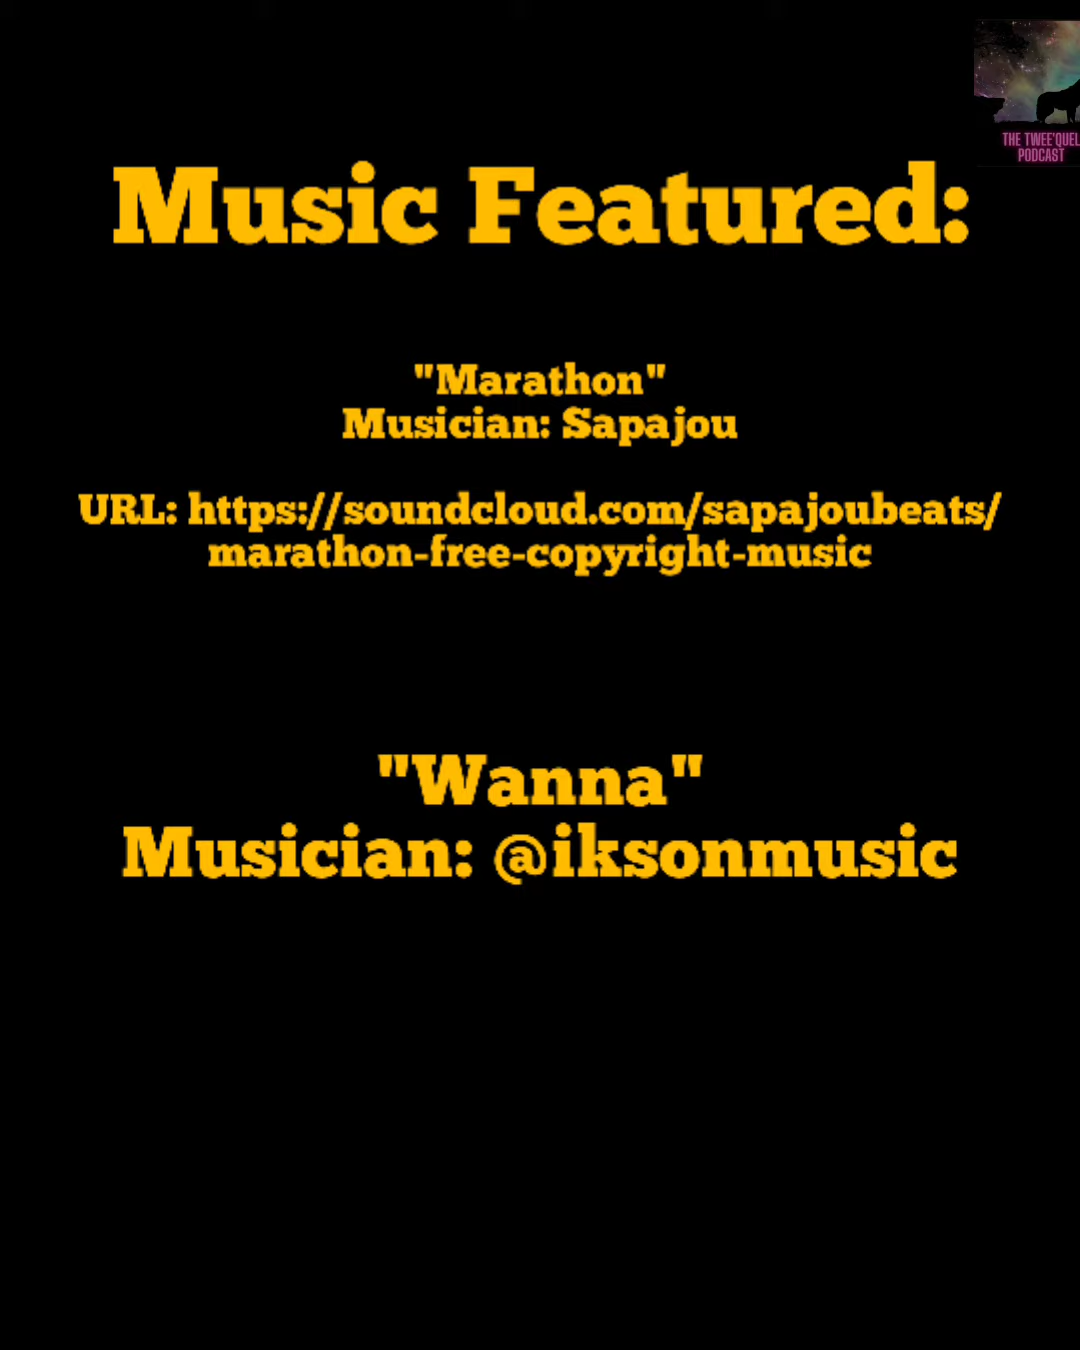 THE TWEE'QUEL
PODCAST
Music Featured:
"Marathon"
Musician: Sapajou
URL: https://soundcloud.com/sapajoubeats/
marathon-free-copyright-music
"Wanna"
Musician: @iksonmusic